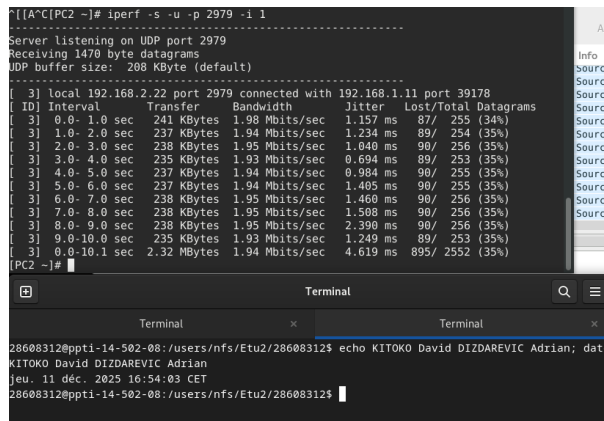 ^[[A^C[PC2 ~]# iperf -s -u -p 2979 -i 1
------------------------------------------------------------
Server listening on UDP port 2979
Receiving 1470 byte datagrams
UDP buffer size:  208 KByte (default)
------------------------------------------------------------
[  3] local 192.168.2.22 port 2979 connected with 192.168.1.11 port 39178
[ ID] Interval       Transfer     Bandwidth        Jitter   Lost/Total Datagrams
[  3]  0.0- 1.0 sec   241 KBytes  1.98 Mbits/sec   1.157 ms   87/  255 (34%)
[  3]  1.0- 2.0 sec   237 KBytes  1.94 Mbits/sec   1.234 ms   89/  254 (35%)
[  3]  2.0- 3.0 sec   238 KBytes  1.95 Mbits/sec   1.040 ms   90/  256 (35%)
[  3]  3.0- 4.0 sec   235 KBytes  1.93 Mbits/sec   0.694 ms   89/  253 (35%)
[  3]  4.0- 5.0 sec   237 KBytes  1.94 Mbits/sec   0.984 ms   90/  255 (35%)
[  3]  5.0- 6.0 sec   237 KBytes  1.94 Mbits/sec   1.405 ms   90/  255 (35%)
[  3]  6.0- 7.0 sec   238 KBytes  1.95 Mbits/sec   1.460 ms   90/  256 (35%)
[  3]  7.0- 8.0 sec   238 KBytes  1.95 Mbits/sec   1.508 ms   90/  256 (35%)
[  3]  8.0- 9.0 sec   238 KBytes  1.95 Mbits/sec   2.390 ms   90/  256 (35%)
[  3]  9.0-10.0 sec   235 KBytes  1.93 Mbits/sec   1.249 ms   89/  253 (35%)
[  3]  0.0-10.1 sec  2.32 MBytes  1.94 Mbits/sec   4.619 ms  895/ 2552 (35%)
[PC2 ~]#
A
Info
Sourc
Sourc
Sourc
Sourc
Sourc
Sourc
Sourc
Sourc
Sourc
Sourc
Sourc
Sourc
Terminal
Terminal
Terminal
28608312@ppti-14-502-08:/users/nfs/Etu2/28608312$ echo KITOKO David DIZDAREVIC Adrian; dat
KITOKO David DIZDAREVIC Adrian
jeu. 11 déc. 2025 16:54:03 CET
28608312@ppti-14-502-08:/users/nfs/Etu2/28608312$